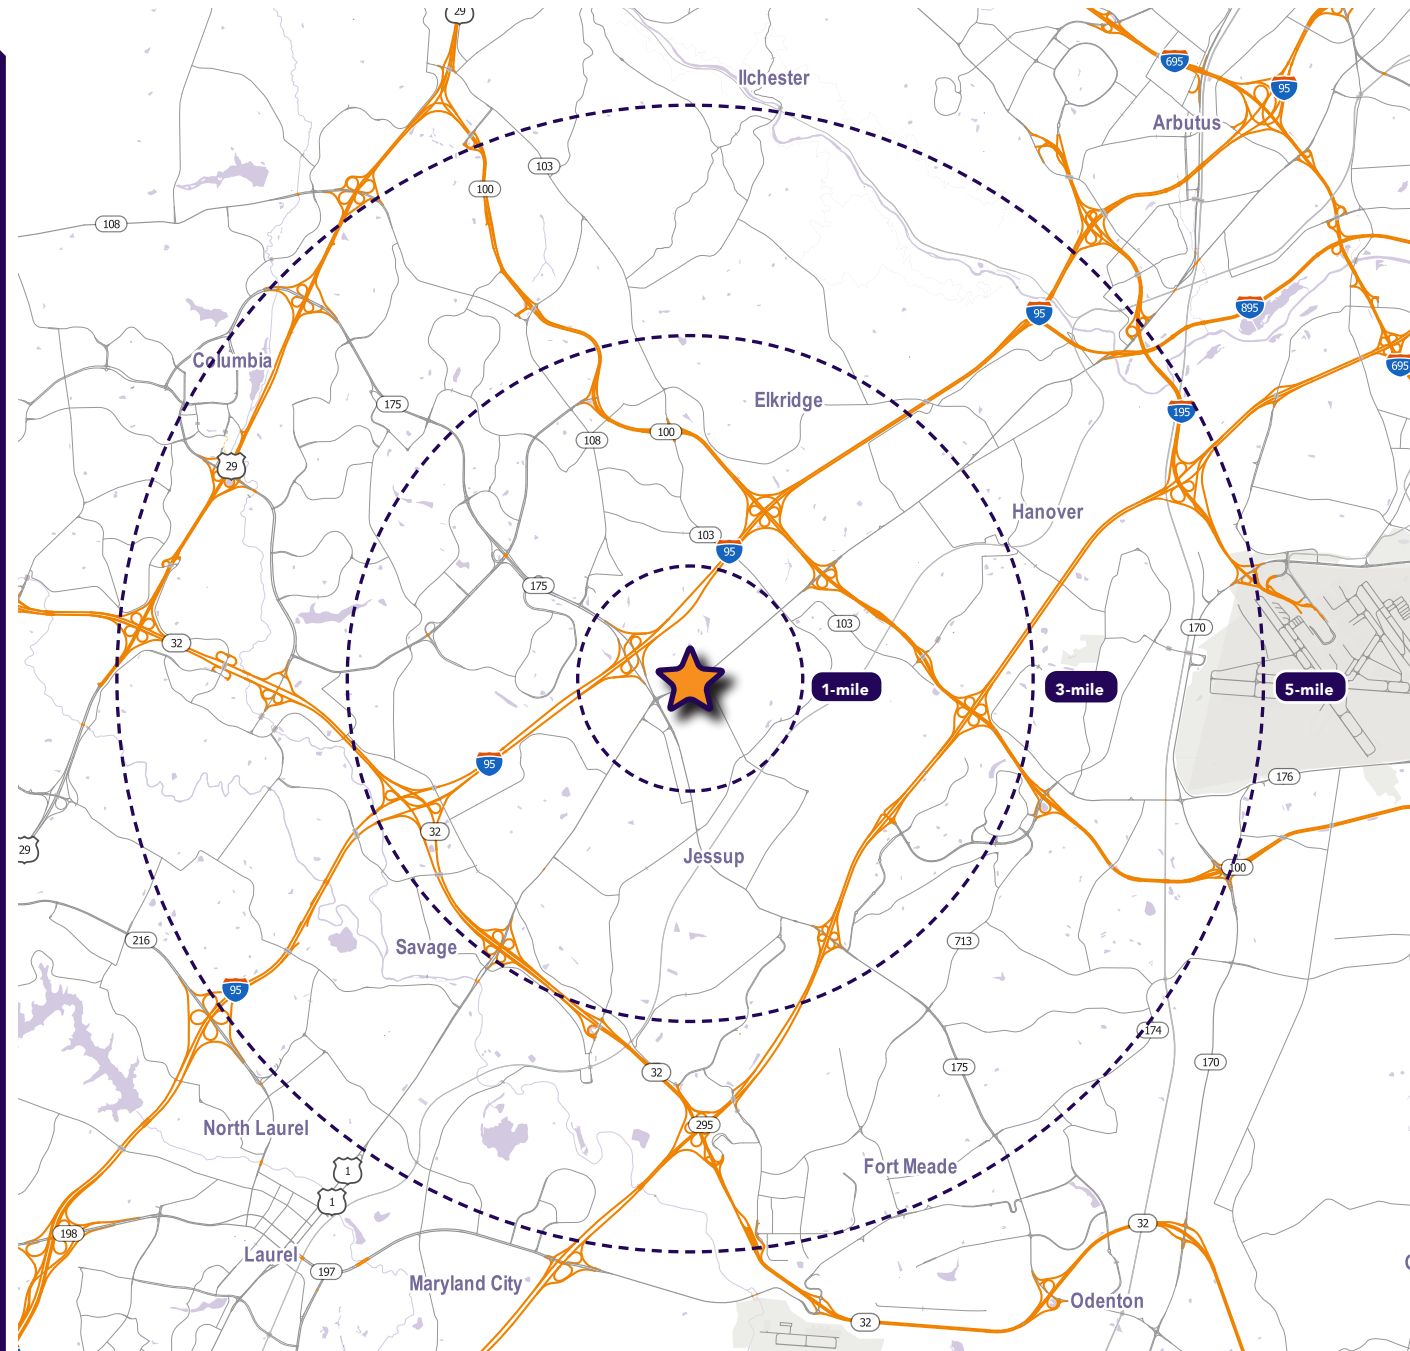 29
Ilchester
695
95
Arbutus
103
100
108
895
95
Columbia
695
175
Elkridge
195
108
100
29
Hanover
103
95
175
103
170
32
1-mile
3-mile
5-mile
95
176
32
29
Jessup
100
216
Savage
713
95
174
170
175
32
295
North Laurel
Fort Meade
1
1
32
198
Laurel
197
Maryland City
Odenton
32